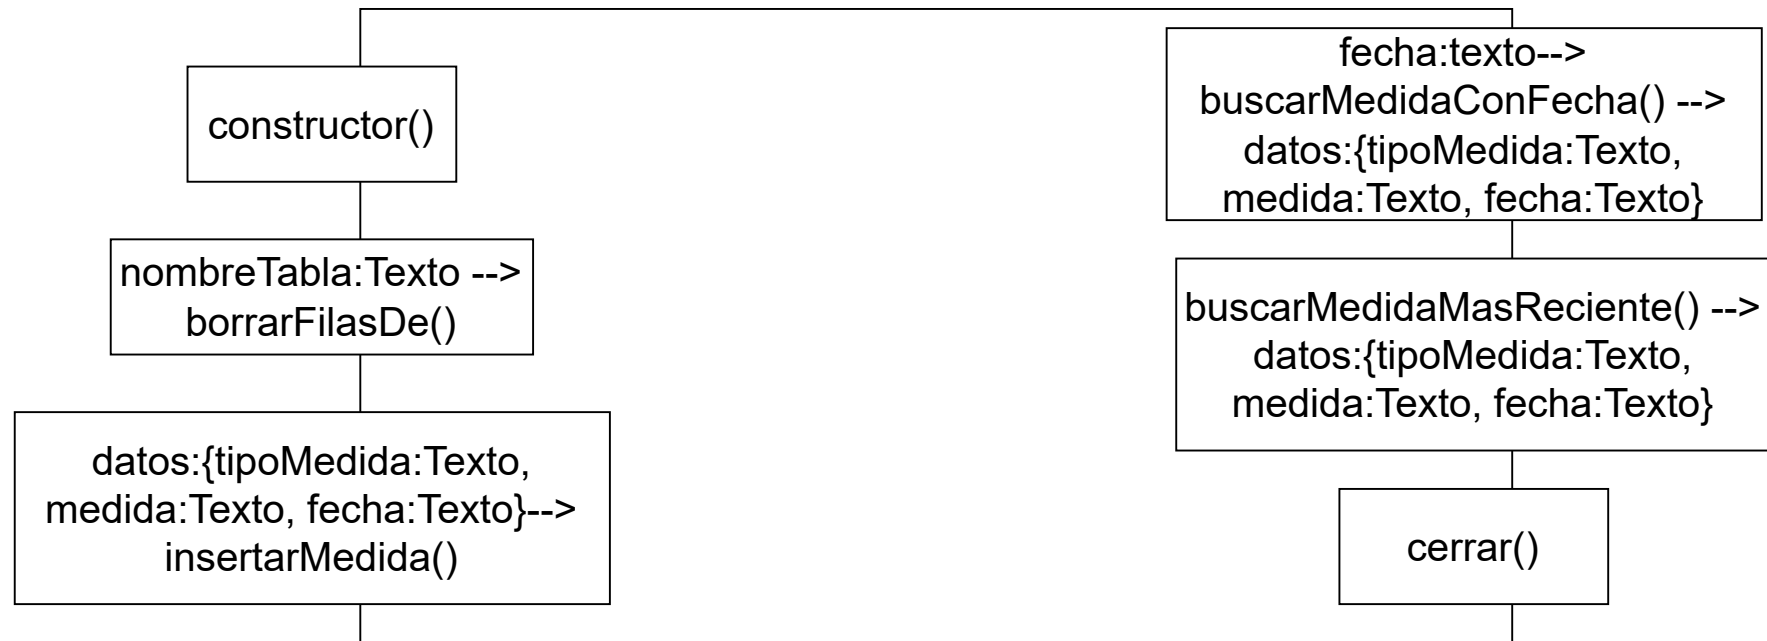 constructor()
nombreTabla:Texto -->
borrarFilasDe()
datos:{tipoMedida:Texto,
medida:Texto, fecha:Texto}-->
insertarMedida()
fecha:texto-->
buscarMedidaConFecha() -->
datos:{tipoMedida:Texto,
medida:Texto, fecha:Texto}
buscarMedidaMasReciente() -->
datos:{tipoMedida:Texto,
medida:Texto, fecha:Texto}
cerrar()